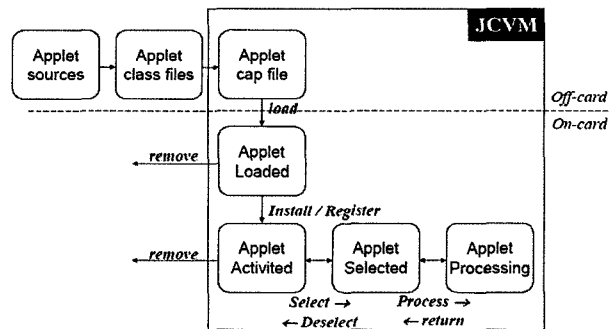 JCVM
Applet
sources
Applet
class files
Applet
cap file
load
Off-card
On-card
remove
Applet
Loaded
Install / Register
remove
Applet
Activited
Applet
Selected
Applet
Processing
Select →
← Deselect
Process →
← return